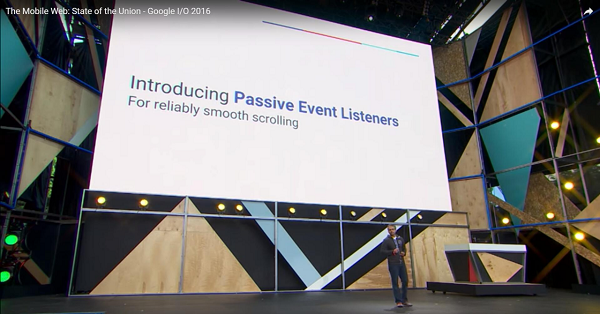 The Mobile Web: State of the Union - Google I/O 2016
Introducing Passive Event Listeners
For reliably smooth scrolling